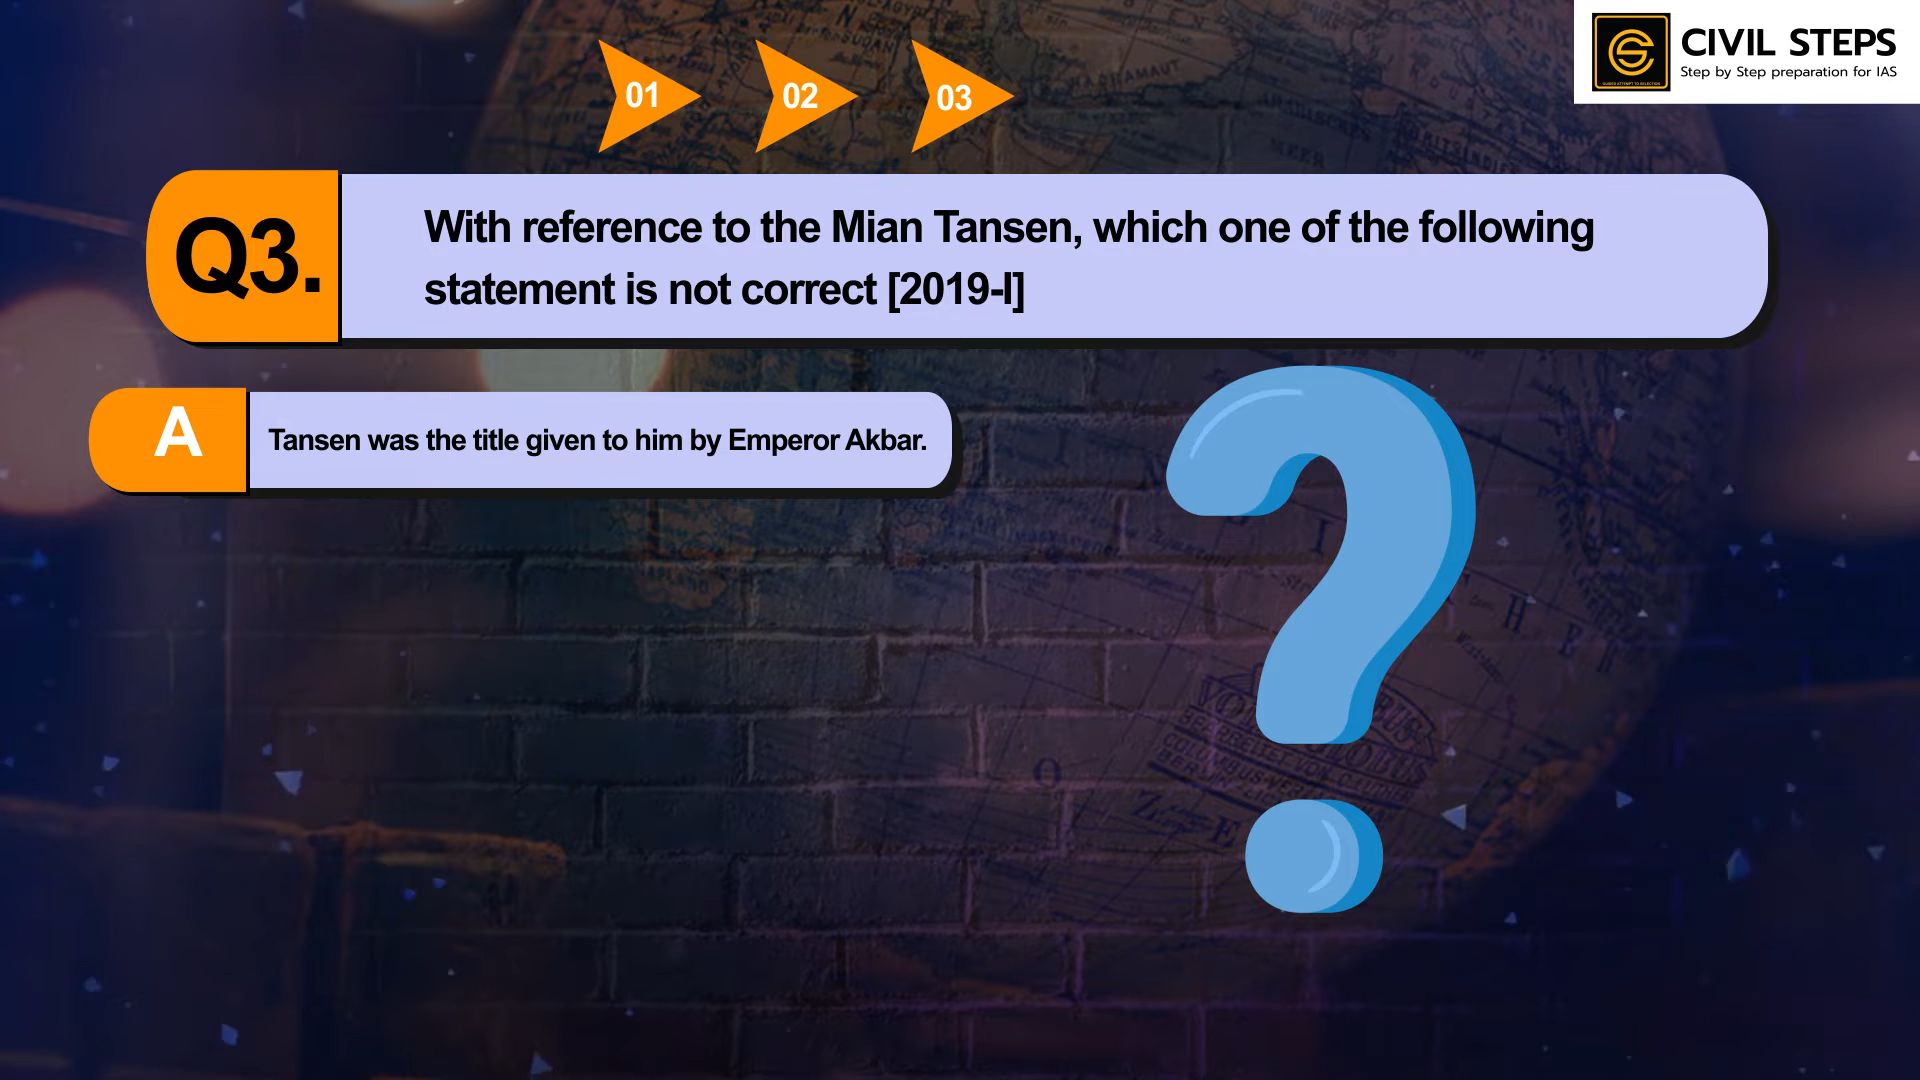 CIVIL STEPS
Step by Step preparation for IAS
01
02
03
Q3.
With reference to the Mian Tansen, which one of the following
statement is not correct [2019-I]
A
Tansen was the title given to him by Emperor Akbar.